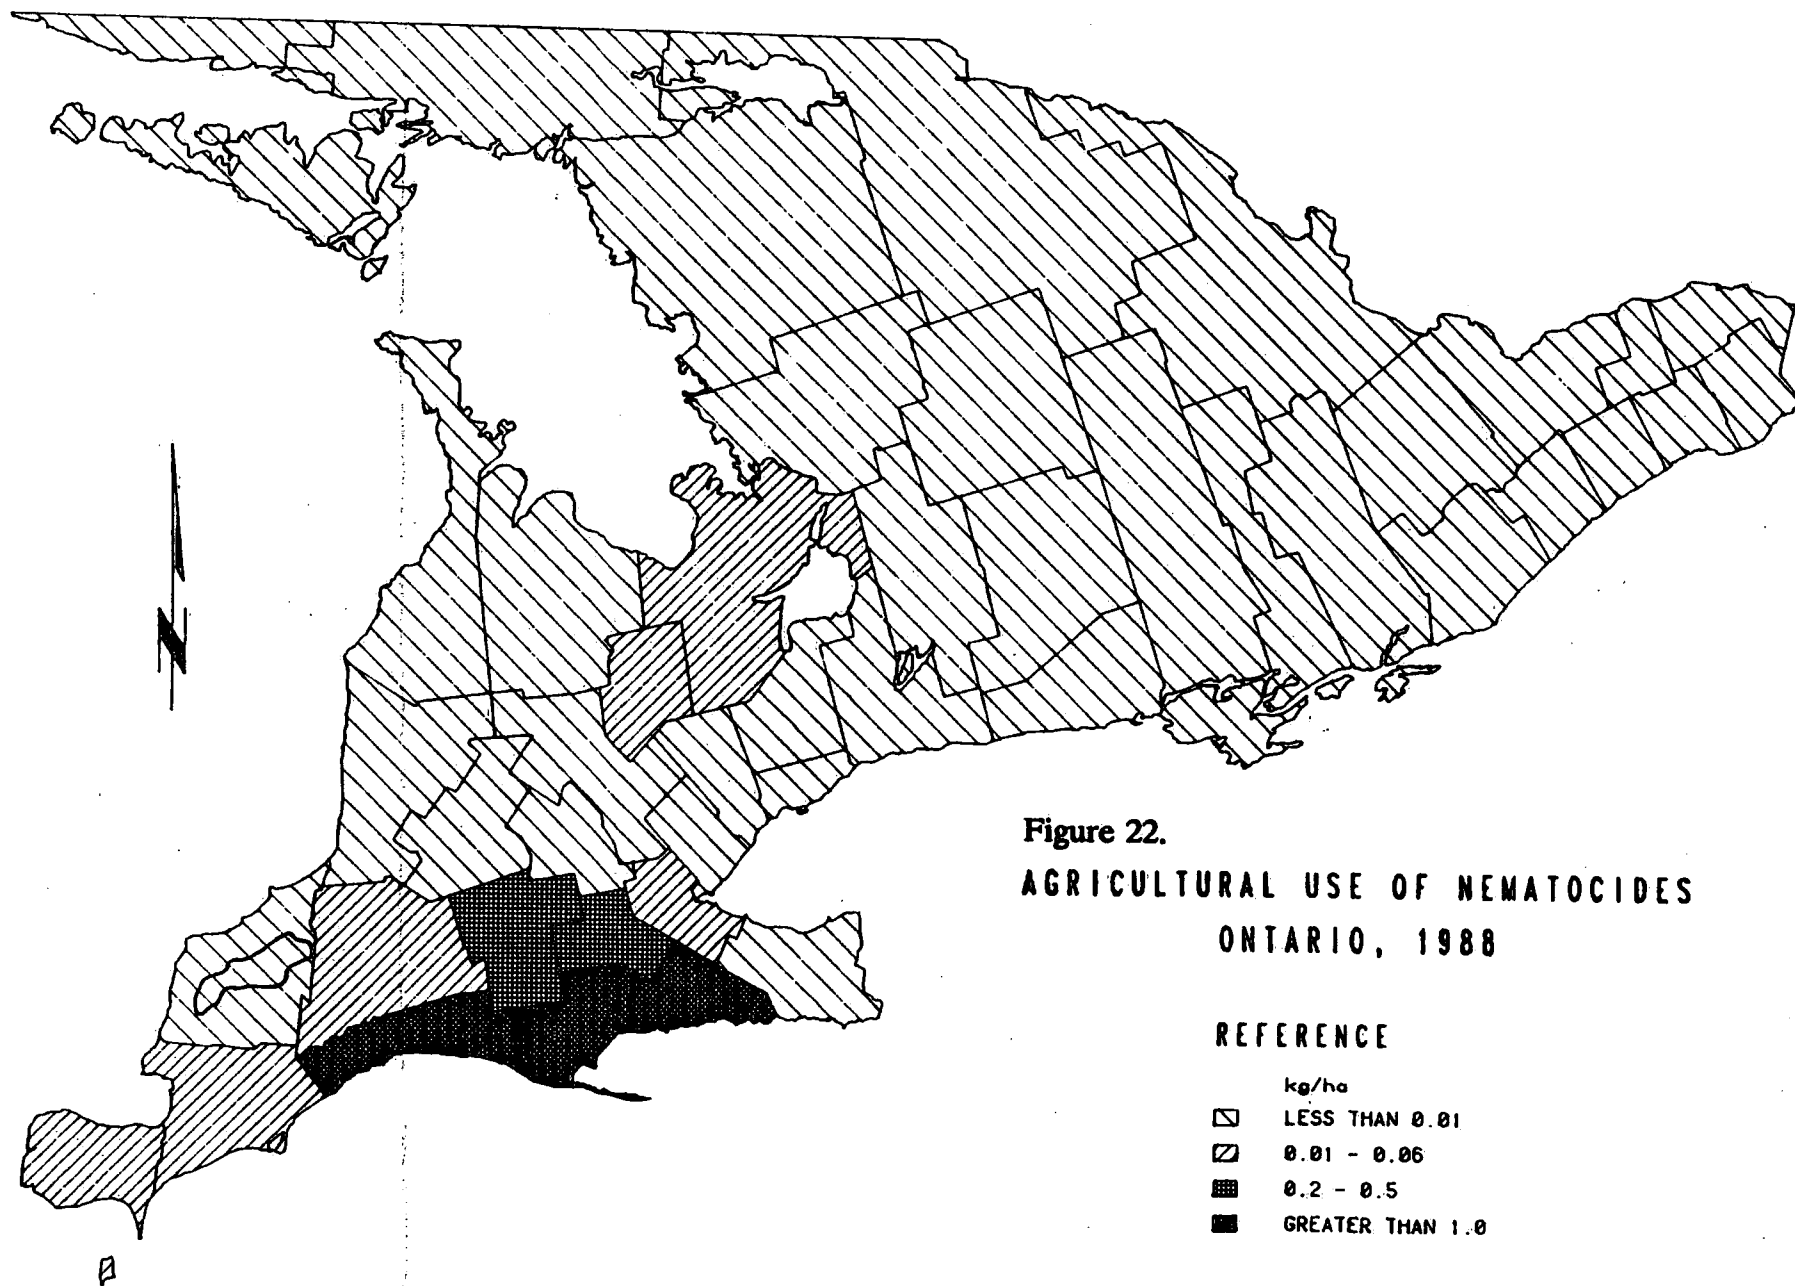 N
Figure 22.
AGRICULTURAL USE OF NEMATOCIDES
ONTARIO, 1988
REFERENCE
kg/ha
LESS THAN 0.01
0.01 - 0.06
0.2 - 0.5
GREATER THAN 1.0